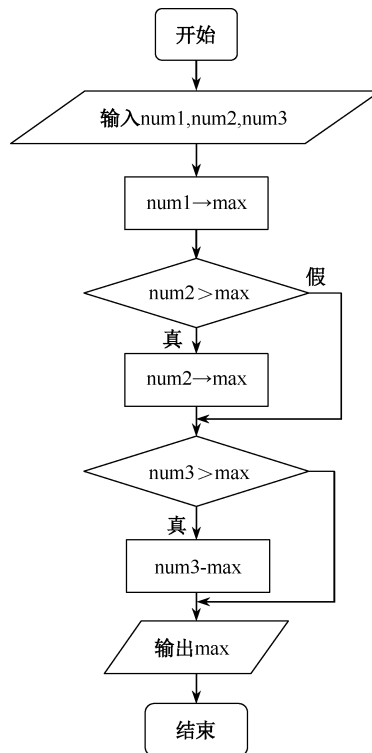 开始
输入num1,num2,num3
num1→max
num2＞max
假
真
num2→max
num3＞max
真
num3-max
输出max
结束